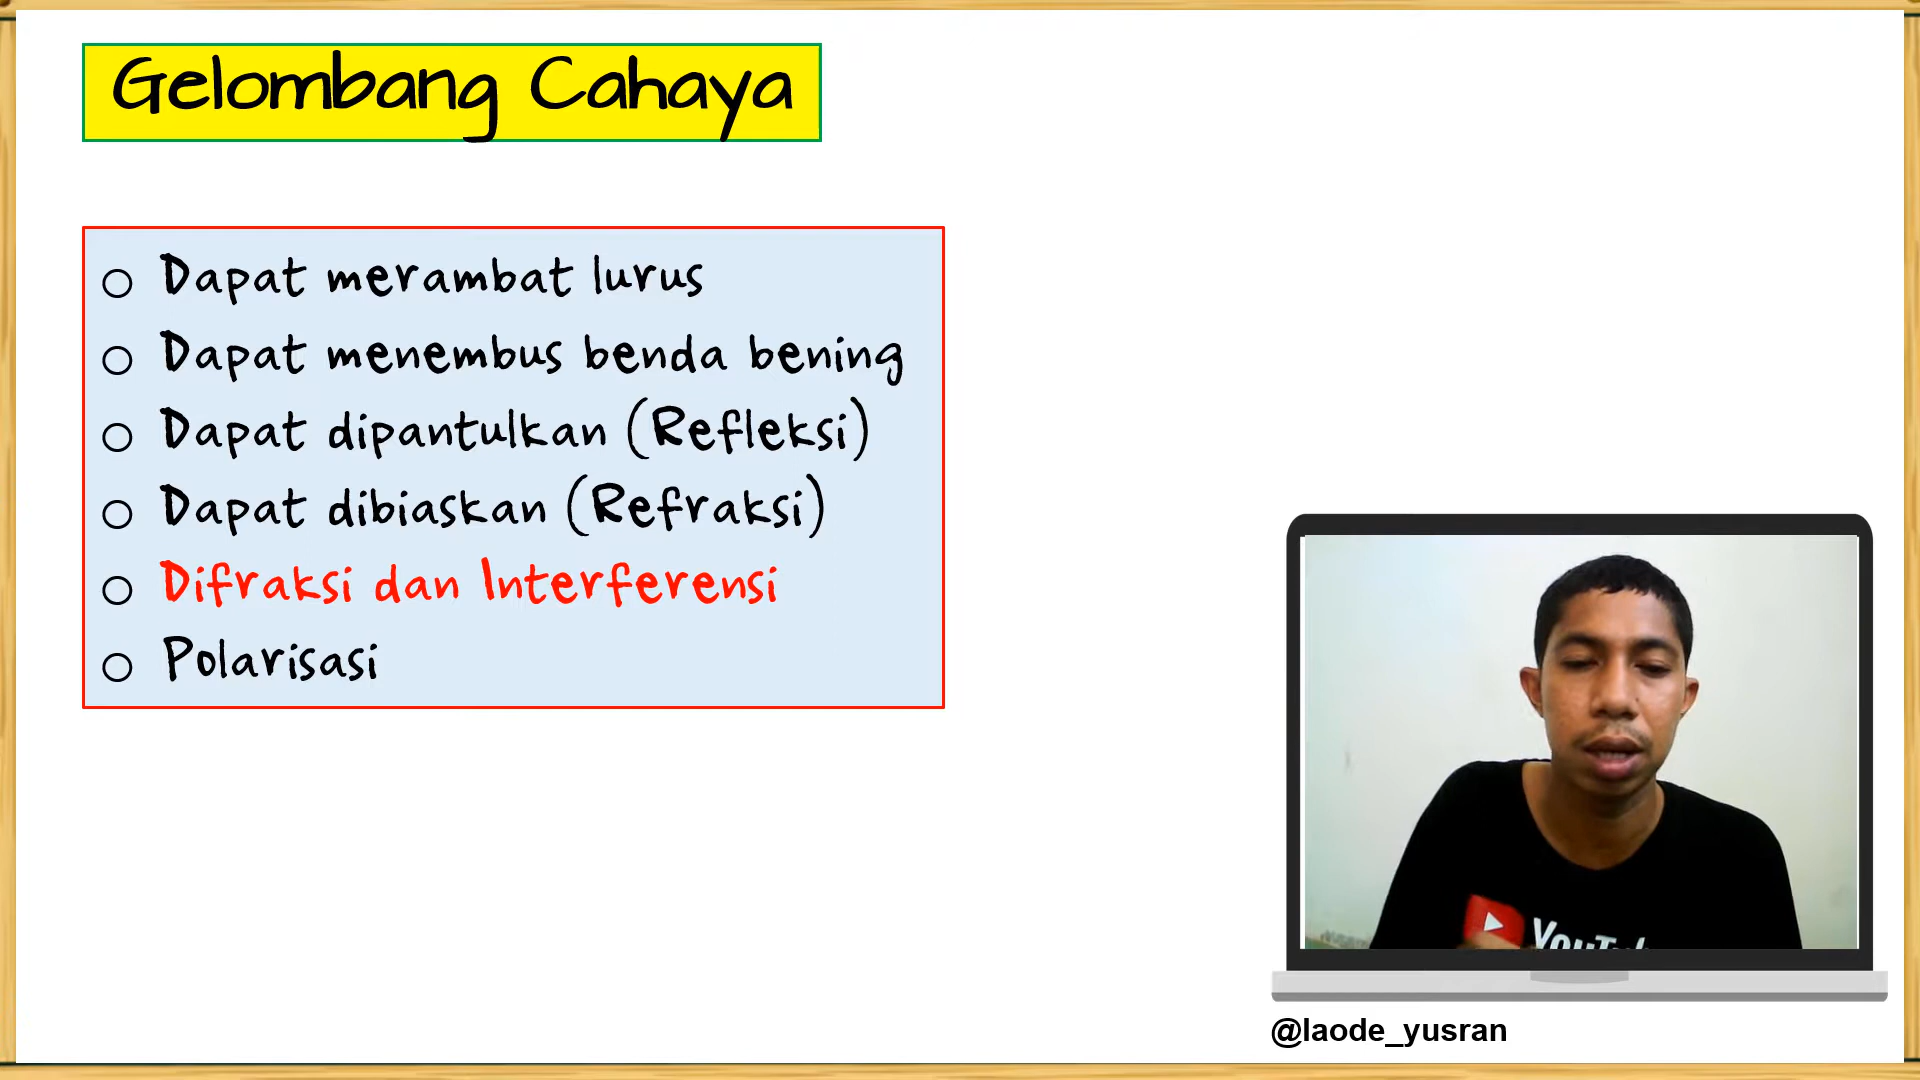 Gelombang Cahaya
Dapat merambat lurus
Dapat menembus benda bening
Dapat dipantulkan (Refleksi)
Dapat dibiaskan (Refraksi)
Difraksi dan Interferensi
Polarisasi
YouTube
@laode_yusran